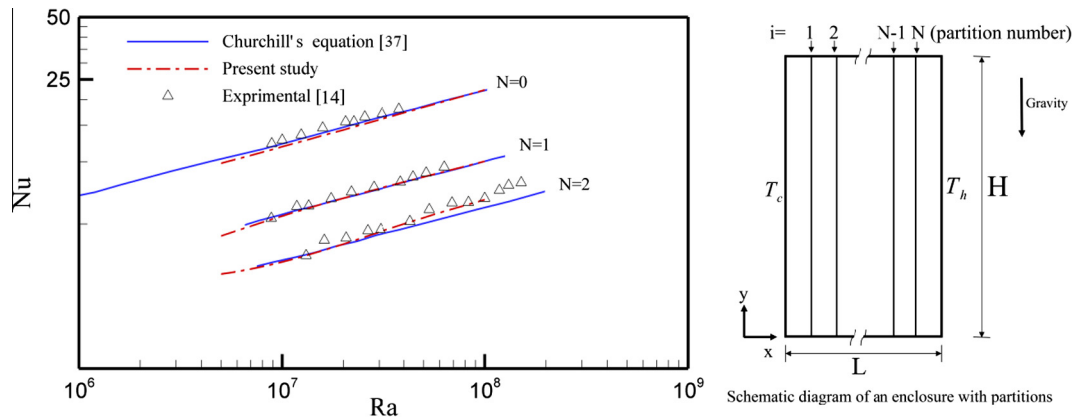 50
25
Nu
Churchill's equation [37]
Present study
Exprimental [14]
N=0
N=1
N=2
10⁶ 10⁷ 10⁸ 10⁹
Ra
i= 1 2 N-1 N (partition number)
Gravity
T_c
T_h H
y
x
L
Schematic diagram of an enclosure with partitions